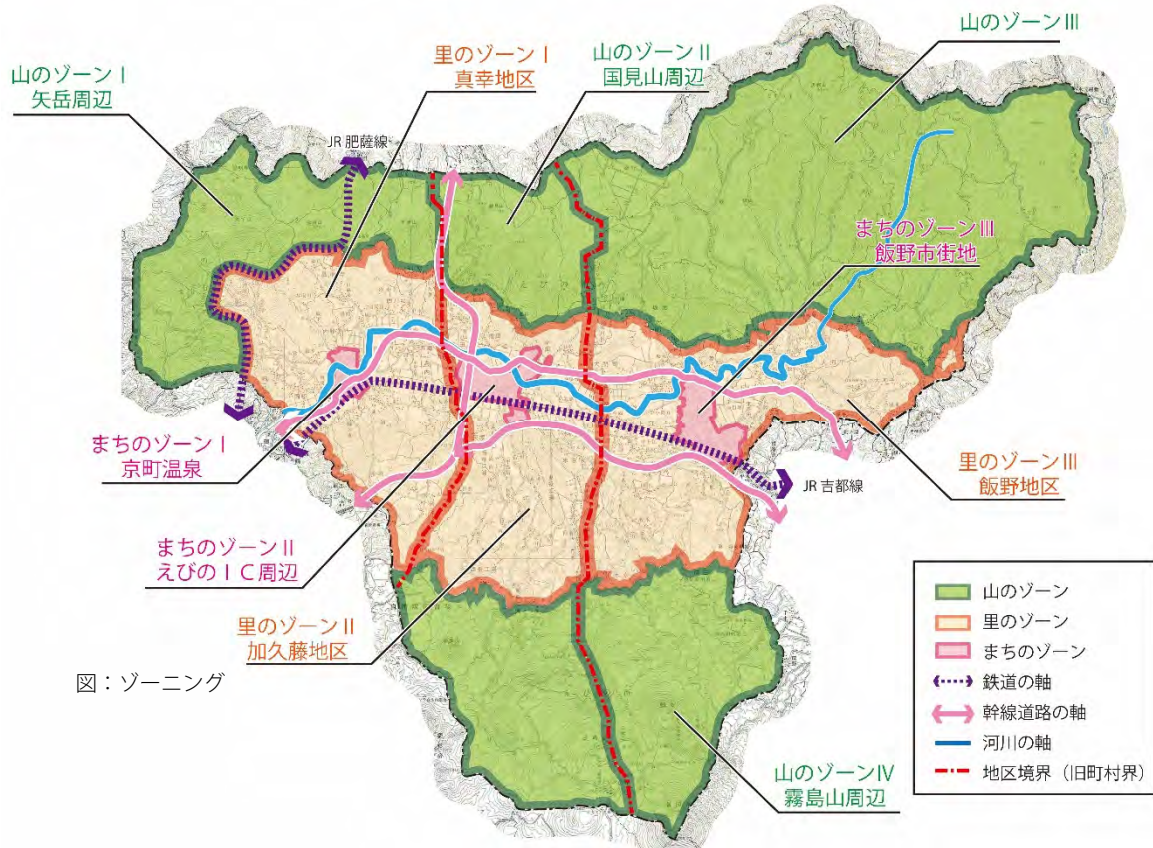 山のゾーンⅢ
山のゾーンⅡ
国見山周辺
里のゾーンⅠ
真幸地区
山のゾーンⅠ
矢岳周辺
JR 肥薩線
まちのゾーンⅢ
飯野市街地
まちのゾーンⅠ
京町温泉
JR 吉都線
里のゾーンⅢ
飯野地区
まちのゾーンⅡ
えびのＩＣ周辺
里のゾーンⅡ
加久藤地区
図：ゾーニング
山のゾーンⅣ
霧島山周辺
山のゾーン
里のゾーン
まちのゾーン
鉄道の軸
幹線道路の軸
河川の軸
地区境界（旧町村界）